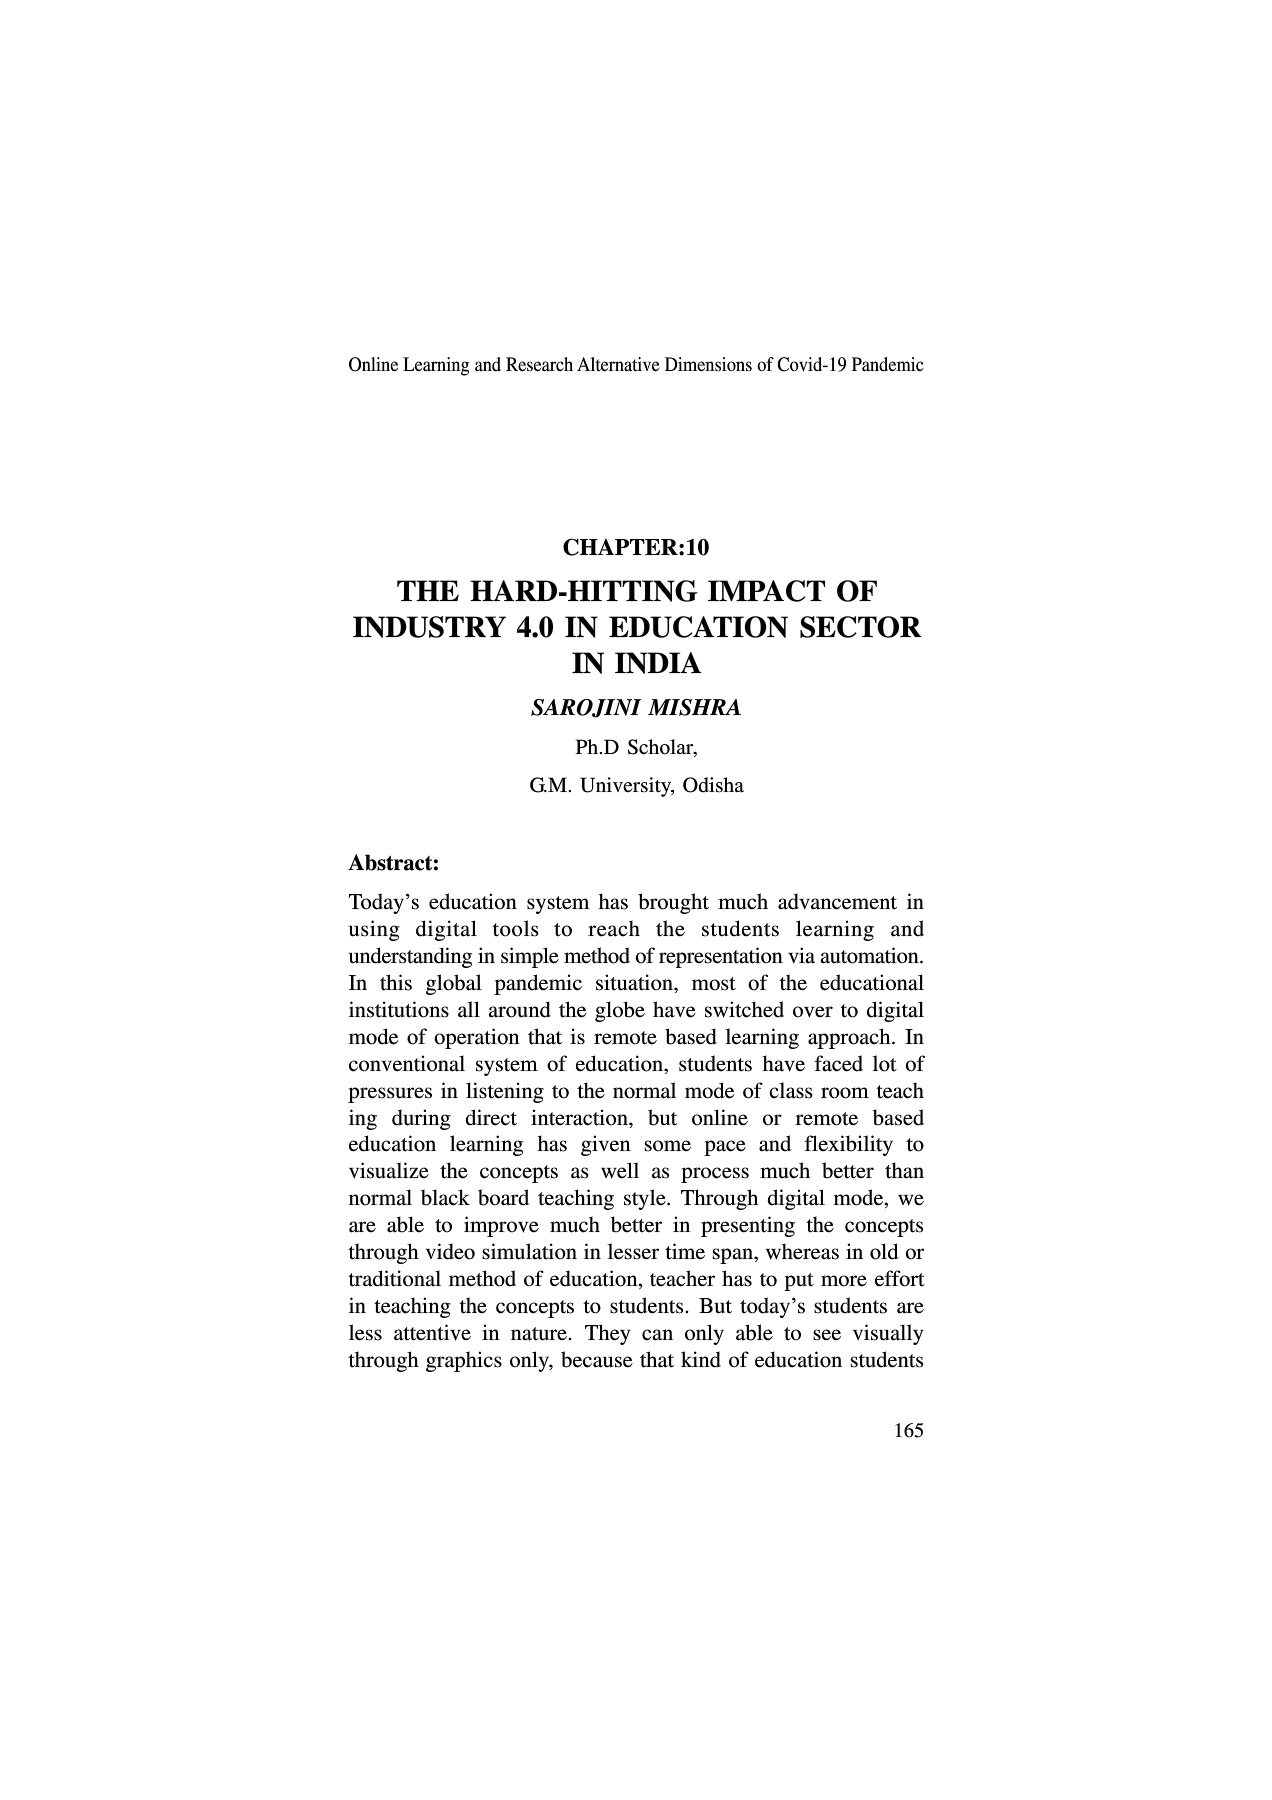 Online Learning and Research Alternative Dimensions of Covid-19 Pandemic
CHAPTER:10
THE HARD-HITTING IMPACT OF
INDUSTRY 4.0 IN EDUCATION SECTOR
IN INDIA
SAROJINI MISHRA
Ph.D Scholar,
G.M. University, Odisha
Abstract:
Today’s education system has brought much advancement in
using digital tools to reach the students learning and
understanding in simple method of representation via automation.
In this global pandemic situation, most of the educational
institutions all around the globe have switched over to digital
mode of operation that is remote based learning approach. In
conventional system of education, students have faced lot of
pressures in listening to the normal mode of class room teach
ing during direct interaction, but online or remote based
education learning has given some pace and flexibility to
visualize the concepts as well as process much better than
normal black board teaching style. Through digital mode, we
are able to improve much better in presenting the concepts
through video simulation in lesser time span, whereas in old or
traditional method of education, teacher has to put more effort
in teaching the concepts to students. But today’s students are
less attentive in nature. They can only able to see visually
through graphics only, because that kind of education students
165